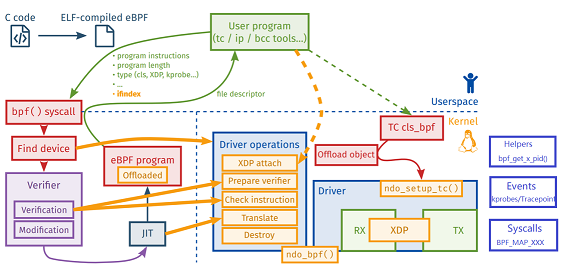 C code
ELF-compiled eBPF
User program
(tc / ip / bcc tools...)
• program instructions
• program length
• type (cls, XDP, kprobe...)
• ...
• ifindex
file descriptor
Userspace
Kernel
bpf() syscall
Find device
Verifier
Verification
Modification
eBPF program
Offloaded
JIT
Driver operations
XDP attach
Prepare verifier
Check instruction
Translate
Destroy
ndo_bpf()
TC cls_bpf
Offload object
Driver
ndo_setup_tc()
RX
XDP
TX
Helpers
bpf_get_x_pid()
Events
kprobes/Tracepoint
Syscalls
BPF_MAP_XXX